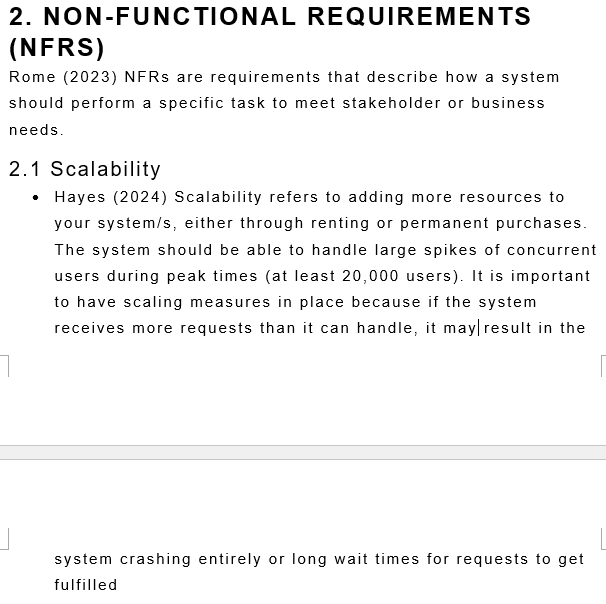 2. NON-FUNCTIONAL REQUIREMENTS
(NFRS)
Rome (2023) NFRs are requirements that describe how a system
should perform a specific task to meet stakeholder or business
needs.
2.1 Scalability
• Hayes (2024) Scalability refers to adding more resources to
your system/s, either through renting or permanent purchases.
The system should be able to handle large spikes of concurrent
users during peak times (at least 20,000 users). It is important
to have scaling measures in place because if the system
receives more requests than it can handle, it may result in the
system crashing entirely or long wait times for requests to get
fulfilled